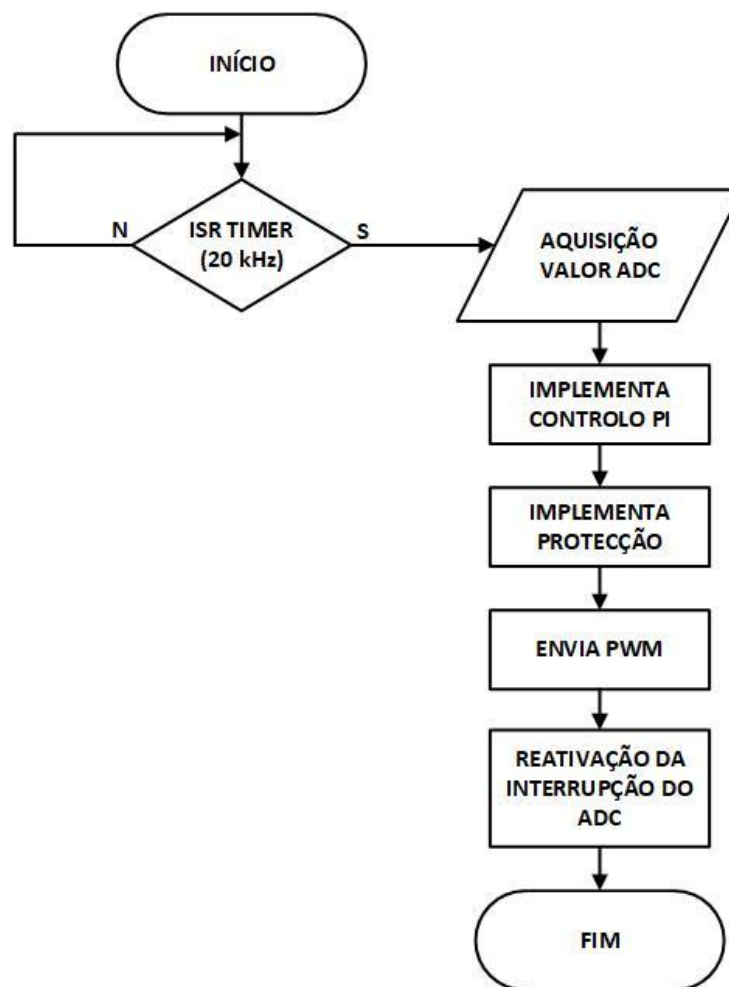 INÍCIO
N
ISR TIMER
(20 kHz)
S
AQUISIÇÃO
VALOR ADC
IMPLEMENTA
CONTROLO PI
IMPLEMENTA
PROTECÇÃO
ENVIA PWM
REATIVAÇÃO DA
INTERRUPÇÃO DO
ADC
FIM